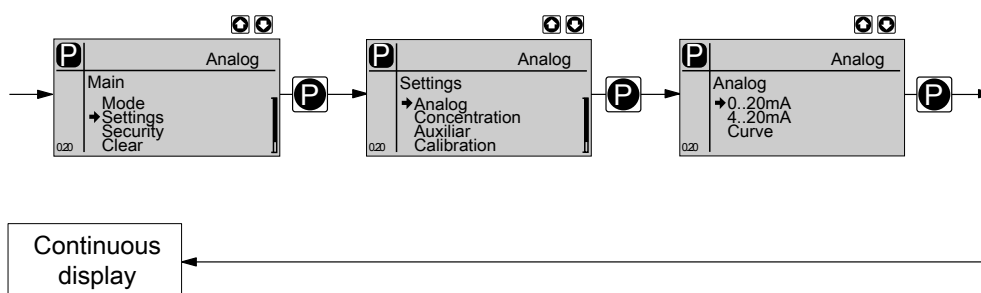 P
Analog
Main
Mode
Settings
Security
Clear
0.20
P
P
Analog
Settings
Analog
Concentration
Auxiliar
Calibration
0.20
P
P
Analog
Analog
0..20mA
4..20mA
Curve
0.20
P
Continuous
display